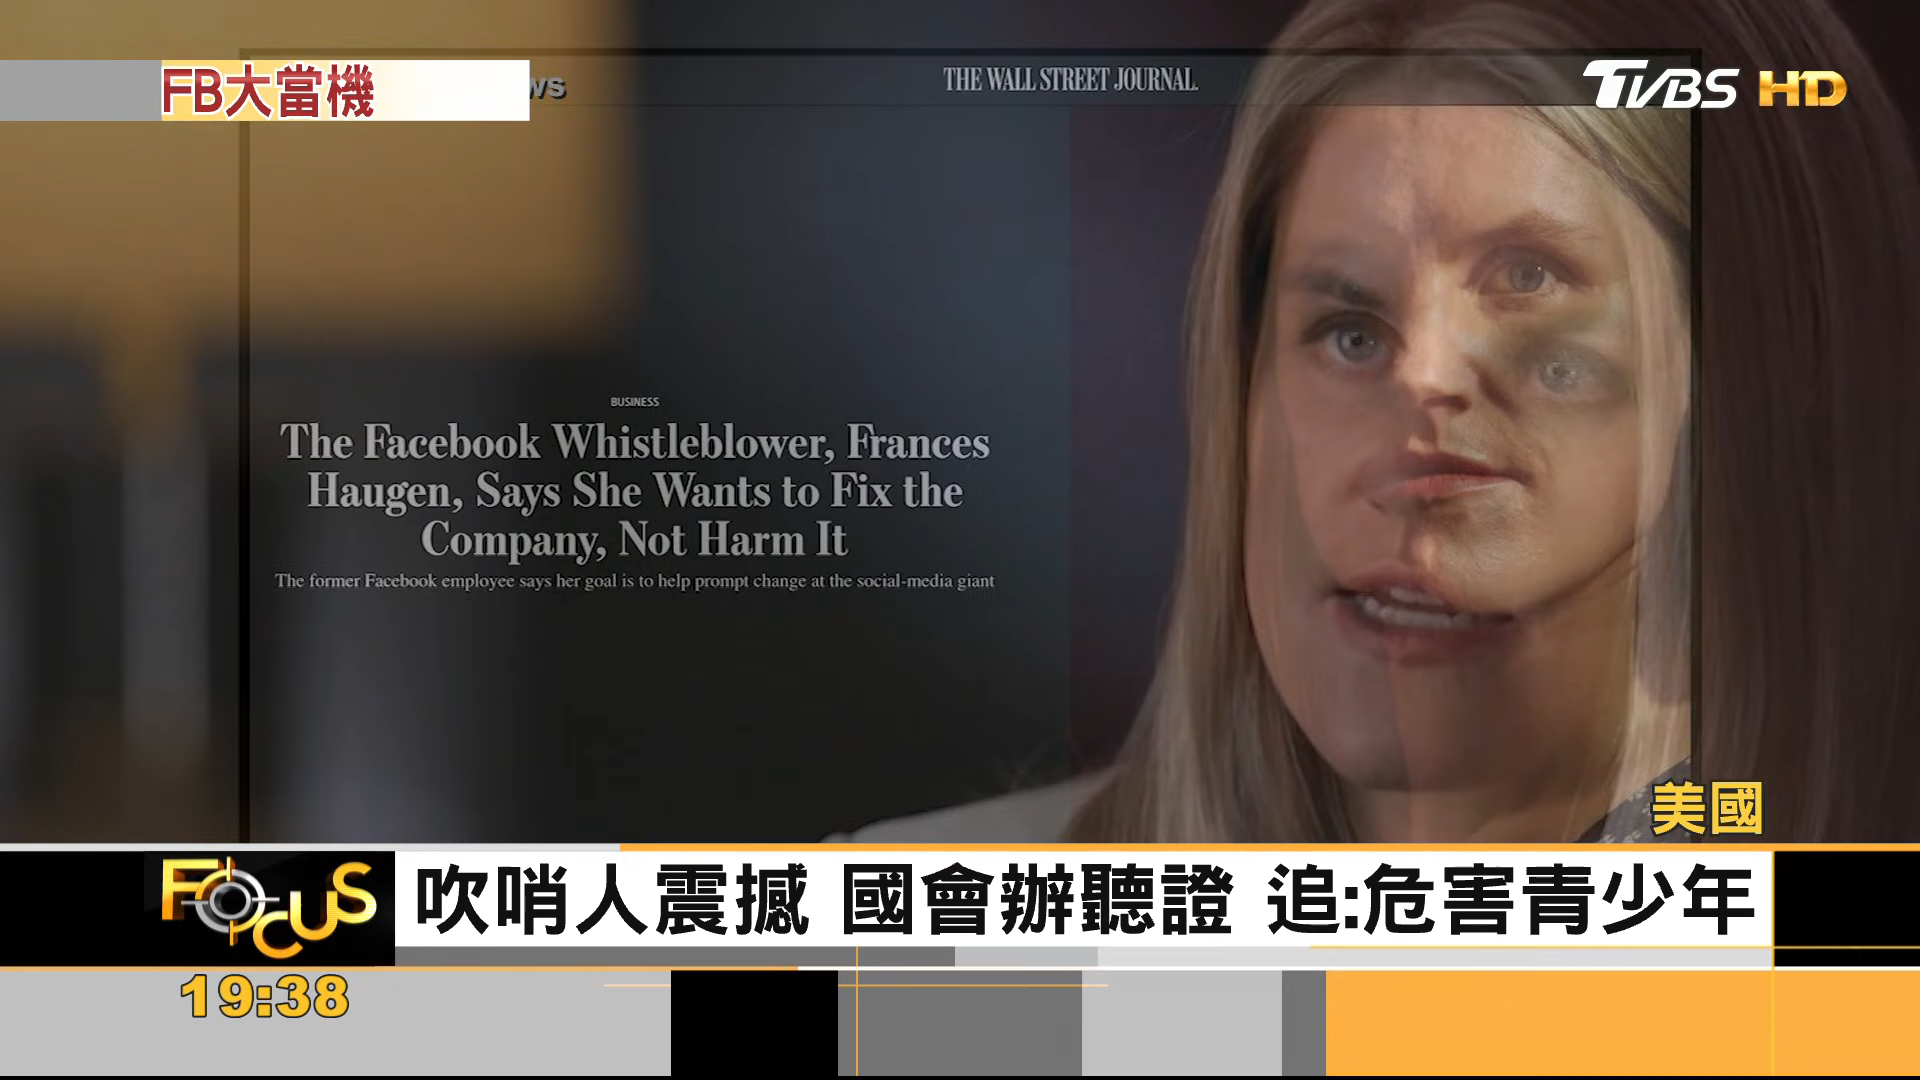 FB大當機
ws
THE WALL STREET JOURNAL.
TVBS HD
BUSINESS
The Facebook Whistleblower, Frances
Haugen, Says She Wants to Fix the
Company, Not Harm It
The former Facebook employee says her goal is to help prompt change at the social-media giant
美國
FOCUS
吹哨人震撼 國會辦聽證 追:危害青少年
19:38